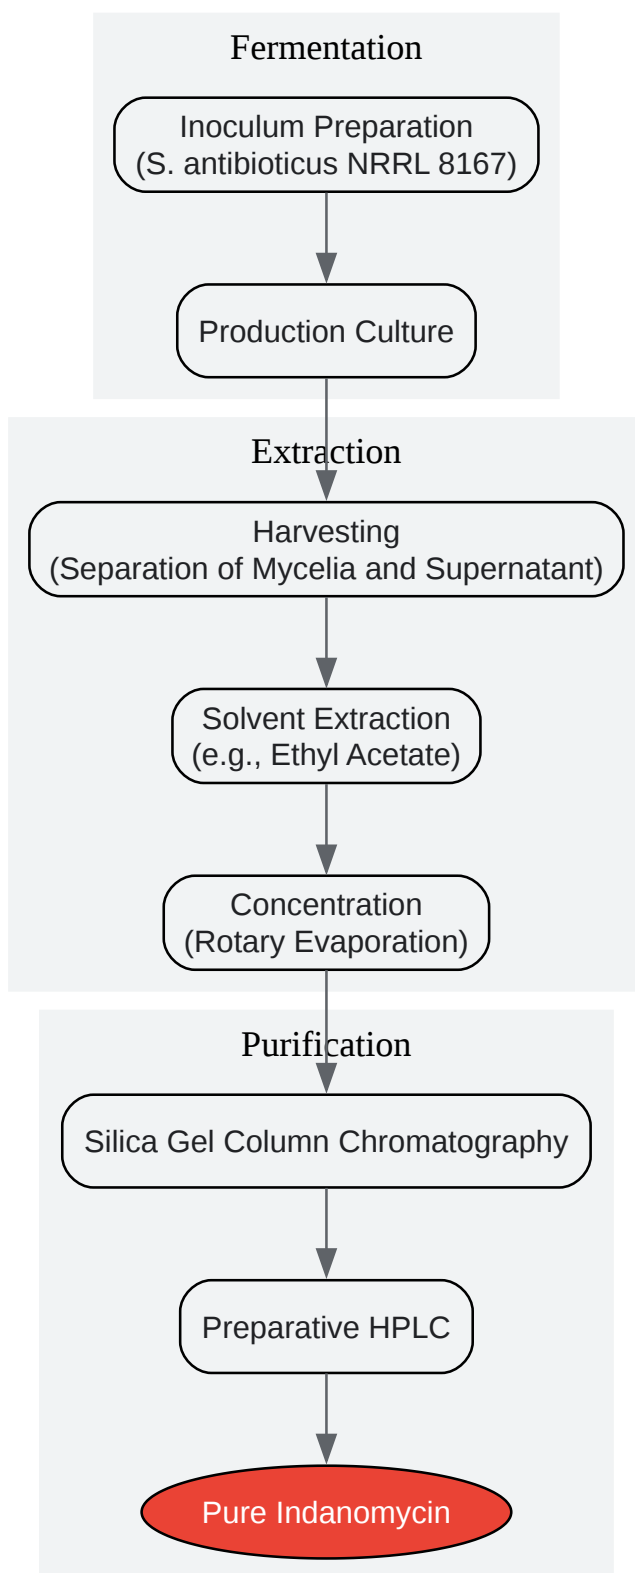 Fermentation
Inoculum Preparation
(S. antibioticus NRRL 8167)
Production Culture
Extraction
Harvesting
(Separation of Mycelia and Supernatant)
Solvent Extraction
(e.g., Ethyl Acetate)
Concentration
(Rotary Evaporation)
Purification
Silica Gel Column Chromatography
Preparative HPLC
Pure Indanomycin